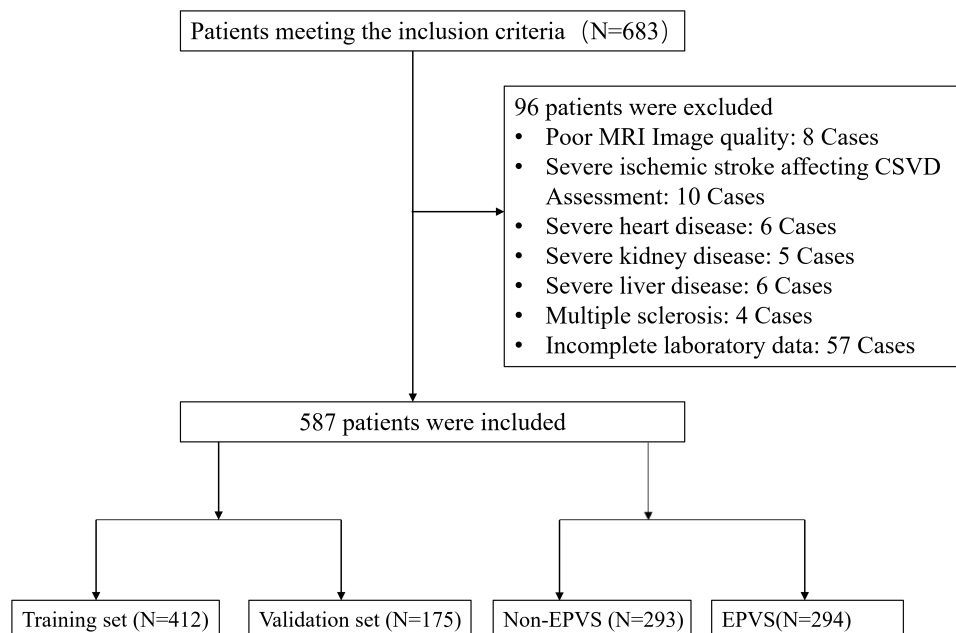 Patients meeting the inclusion criteria（N=683）
96 patients were excluded
• Poor MRI Image quality: 8 Cases
• Severe ischemic stroke affecting CSVD
Assessment: 10 Cases
• Severe heart disease: 6 Cases
• Severe kidney disease: 5 Cases
• Severe liver disease: 6 Cases
• Multiple sclerosis: 4 Cases
• Incomplete laboratory data: 57 Cases
587 patients were included
Training set (N=412)
Validation set (N=175)
Non-EPVS (N=293)
EPVS(N=294)